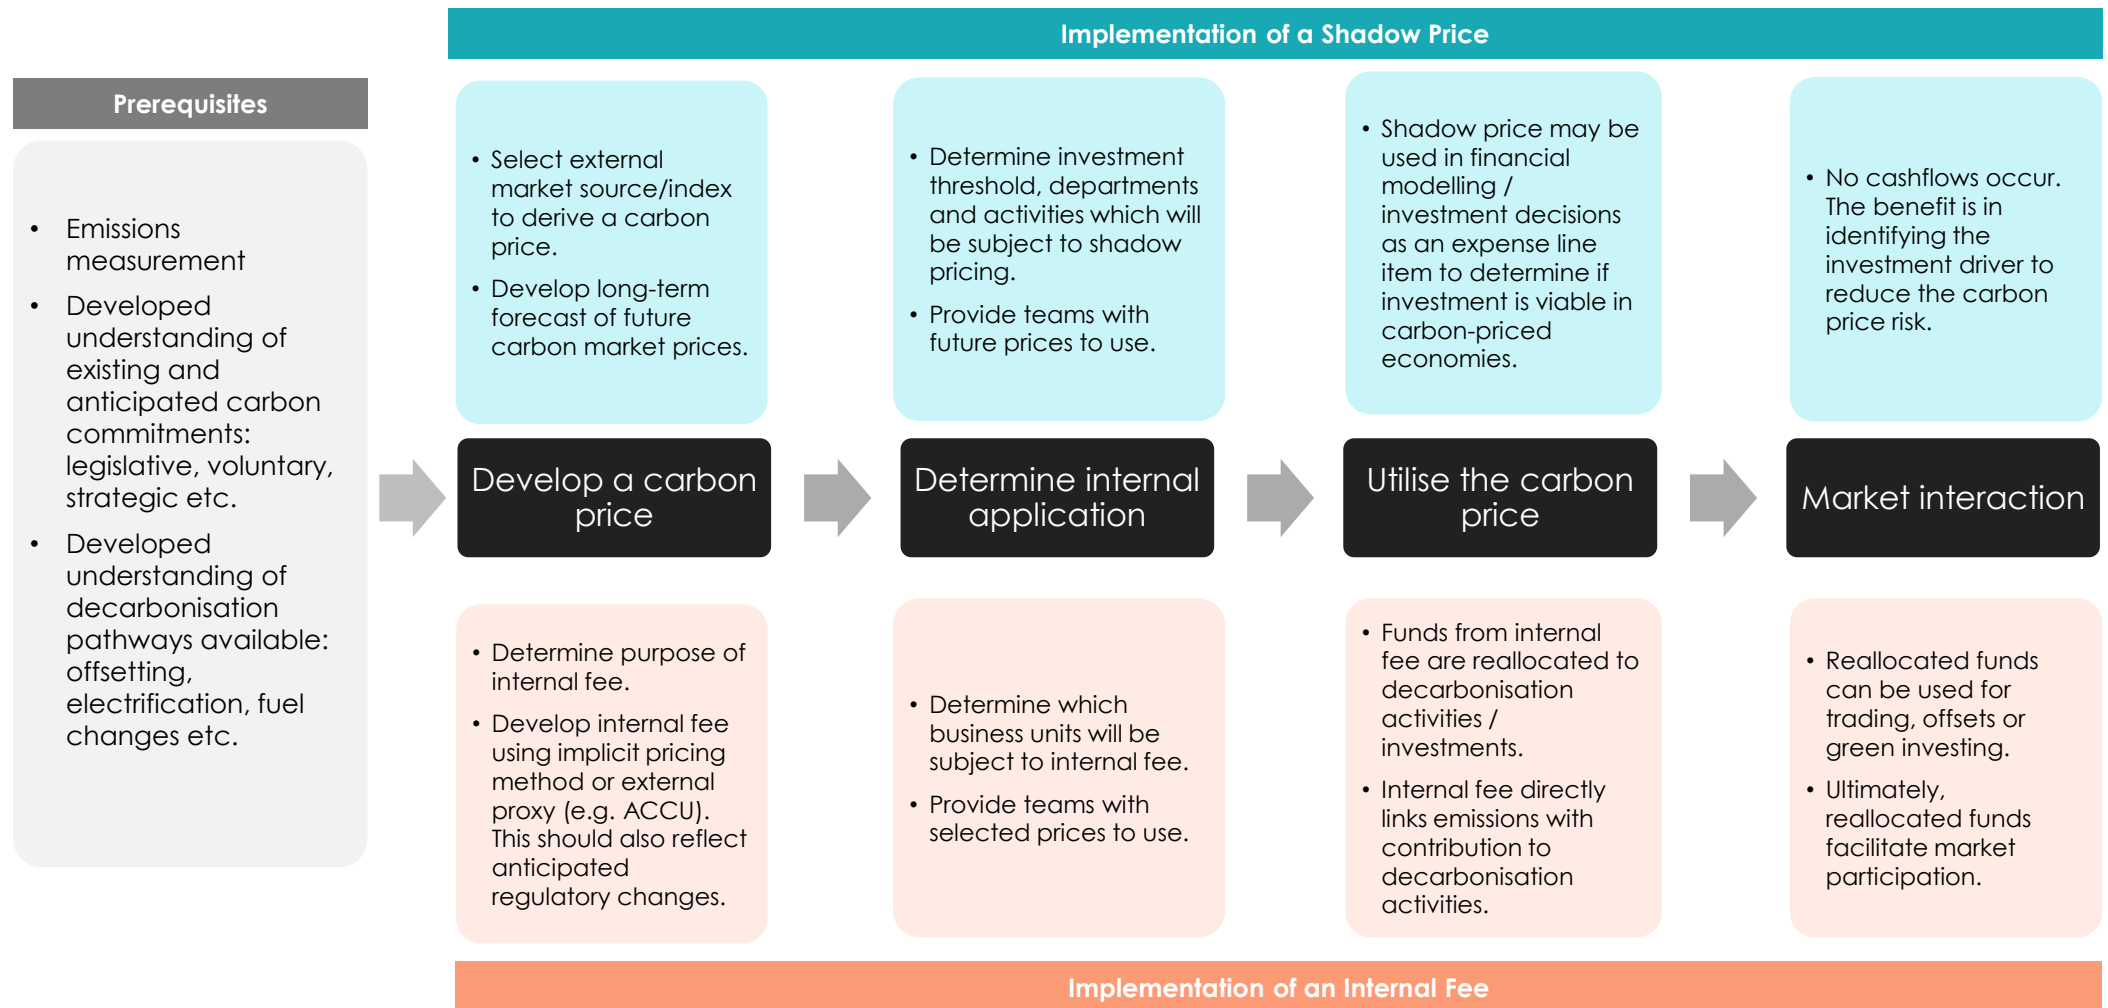 Implementation of a Shadow Price
Prerequisites
• Emissions
measurement
• Developed
understanding of
existing and
anticipated carbon
commitments:
legislative, voluntary,
strategic etc.
• Developed
understanding of
decarbonisation
pathways available:
offsetting,
electrification, fuel
changes etc.
• Select external
market source/index
to derive a carbon
price.
• Develop long-term
forecast of future
carbon market prices.
• Determine investment
threshold, departments
and activities which will
be subject to shadow
pricing.
• Provide teams with
future prices to use.
• Shadow price may be
used in financial
modelling /
investment decisions
as an expense line
item to determine if
investment is viable in
carbon-priced
economies.
• No cashflows occur.
The benefit is in
identifying the
investment driver to
reduce the carbon
price risk.
Develop a carbon
price
Determine internal
application
Utilise the carbon
price
Market interaction
• Determine purpose of
internal fee.
• Develop internal fee
using implicit pricing
method or external
proxy (e.g. ACCU).
This should also reflect
anticipated
regulatory changes.
• Determine which
business units will be
subject to internal fee.
• Provide teams with
selected prices to use.
• Funds from internal
fee are reallocated to
decarbonisation
activities /
investments.
• Internal fee directly
links emissions with
contribution to
decarbonisation
activities.
• Reallocated funds
can be used for
trading, offsets or
green investing.
• Ultimately,
reallocated funds
facilitate market
participation.
Implementation of an Internal Fee